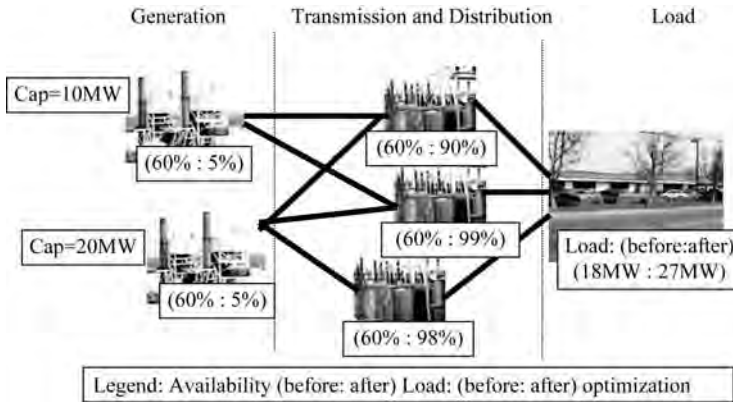 Generation Transmission and Distribution Load
Cap=10MW
(60% : 5%)
(60% : 90%)
(60% : 99%)
Cap=20MW
(60% : 5%)
Load: (before:after)
(18MW : 27MW)
(60% : 98%)
Legend: Availability (before: after) Load: (before: after) optimization